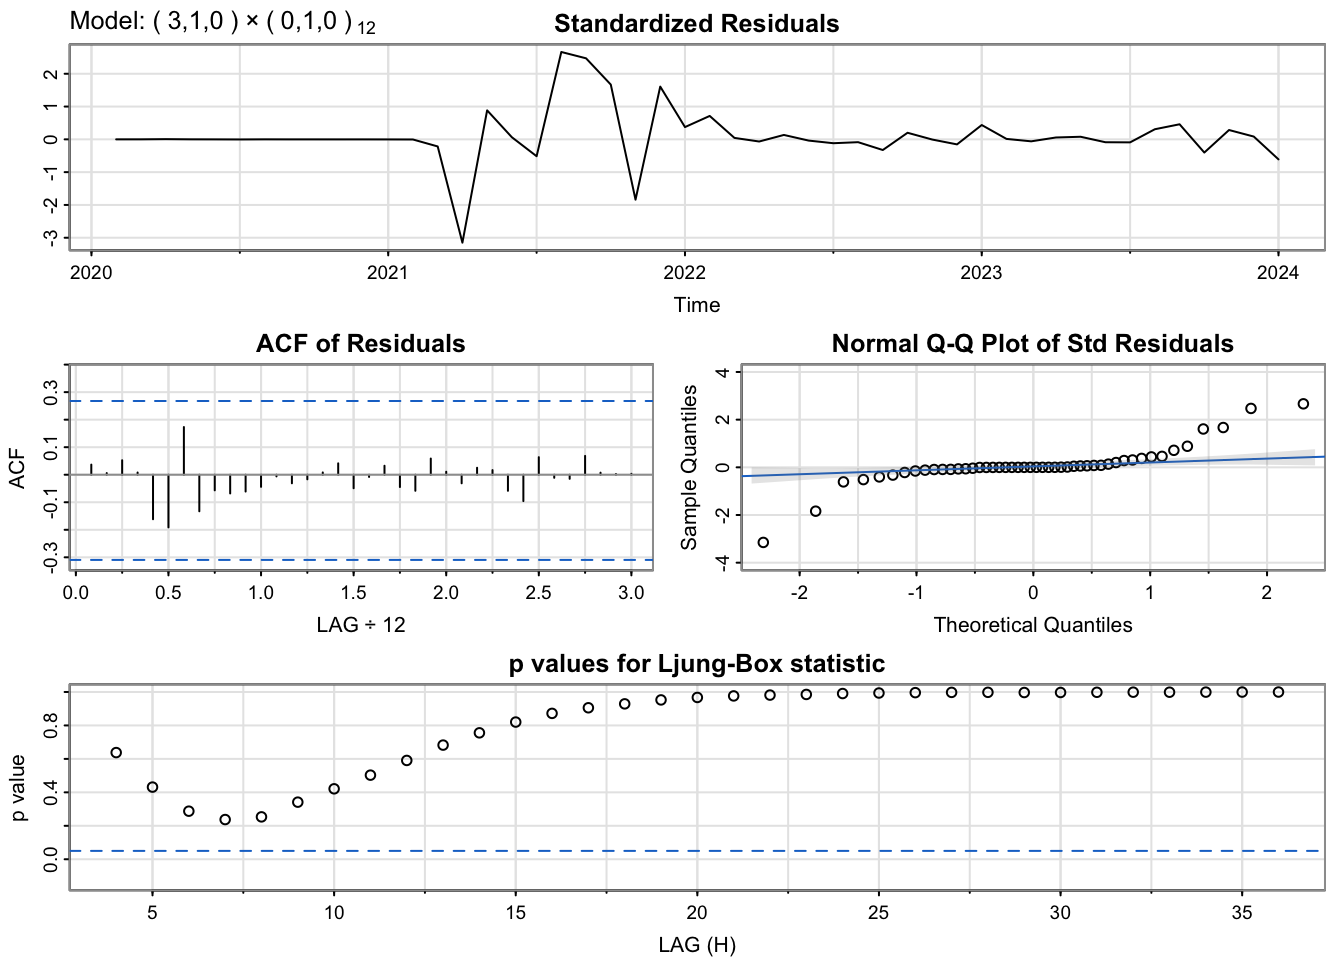 Model: ( 3,1,0 ) × ( 0,1,0 ) 12
Standardized Residuals
2
1
0
-1
-2
-3
2020 2021 2022 2023 2024
Time
ACF of Residuals
ACF
0.3
0.1
-0.1
-0.3
0.0 0.5 1.0 1.5 2.0 2.5 3.0
LAG ÷ 12
Normal Q-Q Plot of Std Residuals
Sample Quantiles
4
2
0
-2
-4
-2 -1 0 1 2
Theoretical Quantiles
p values for Ljung-Box statistic
p value
0.8
0.4
0.0
5 10 15 20 25 30 35
LAG (H)